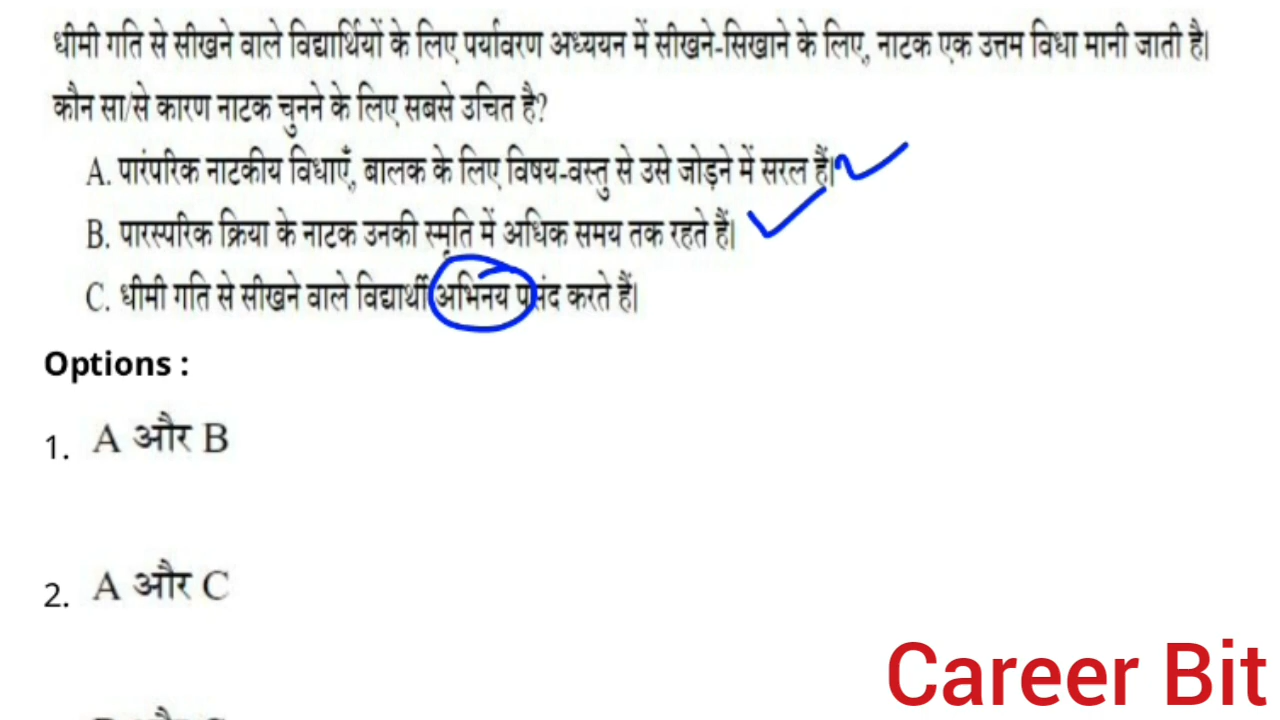 धीमी गति से सीखने वाले विद्यार्थियों के लिए पर्यावरण अध्ययन में सीखने-सिखाने के लिए, नाटक एक उत्तम विधा मानी जाती है।
कौन सा/से कारण नाटक चुनने के लिए सबसे उचित है?
A. पारंपरिक नाटकीय विधाएँ, बालक के लिए विषय-वस्तु से उसे जोड़ने में सरल हैं।
B. पारस्परिक क्रिया के नाटक उनकी स्मृति में अधिक समय तक रहते हैं।
C. धीमी गति से सीखने वाले विद्यार्थी अभिनय पसंद करते हैं।
Options :
1. A और B
2. A और C
Career Bit